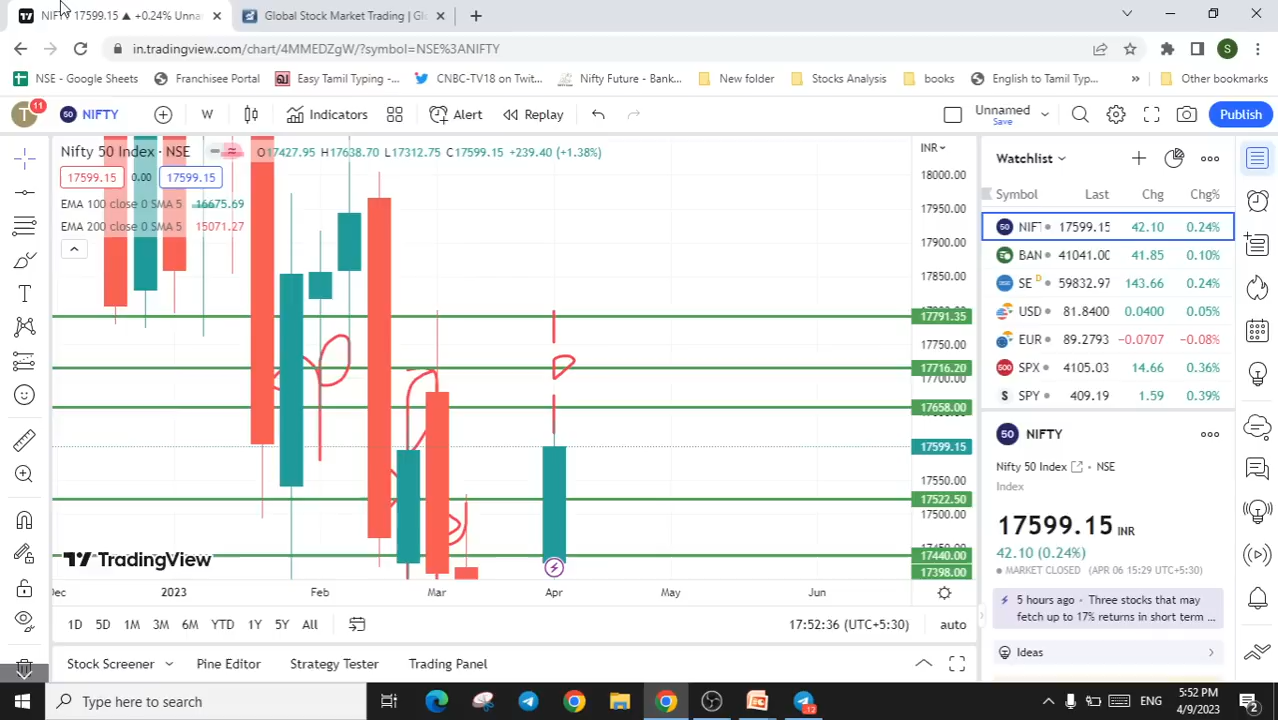 NIFTY 17599.15 ▲ +0.24% Unna
Global Stock Market Trading | Gl
in.tradingview.com/chart/4MMEDZgW/?symbol=NSE%3ANIFTY
S
NSE - Google Sheets
Franchisee Portal
Easy Tamil Typing -...
CNBC-TV18 on Twit...
Nifty Future - Bank...
New folder
Stocks Analysis
books
English to Tamil Typ...
»
Other bookmarks
T
11
50 NIFTY
W
Indicators
Alert
Replay
Unnamed
Save
Publish
Nifty 50 Index · NSE
O17427.95 H17638.70 L17312.75 C17599.15 +239.40 (+1.38%)
17599.15 0.00 17599.15
EMA 100 close 0 SMA 5 16675.69
EMA 200 close 0 SMA 5 15071.27
INR
18000.00
17950.00
17900.00
17850.00
17791.35
17750.00
17716.20
17700.00
17658.00
17599.15
17550.00
17522.50
17500.00
17440.00
17398.00
TradingView
Dec 2023 Feb Mar Apr May Jun
1D 5D 1M 3M 6M YTD 1Y 5Y All
17:52:36 (UTC+5:30)
auto
Stock Screener
Pine Editor
Strategy Tester
Trading Panel
Watchlist
Symbol Last Chg Chg%
50 NIFT 17599.15 42.10 0.24%
BAN 41041.00 41.85 0.10%
SE D 59832.97 143.66 0.24%
USD 81.8400 0.0400 0.05%
EUR 89.2793 −0.0707 −0.08%
500 SPX 4105.03 14.66 0.36%
S SPY 409.19 1.59 0.39%
50 NIFTY
Nifty 50 Index · NSE
Index
17599.15 INR
42.10 (0.24%)
MARKET CLOSED (APR 06 15:29 UTC+5:30)
5 hours ago · Three stocks that may
fetch up to 17% returns in short term ...
Ideas
Type here to search
ENG
5:52 PM
4/9/2023
2